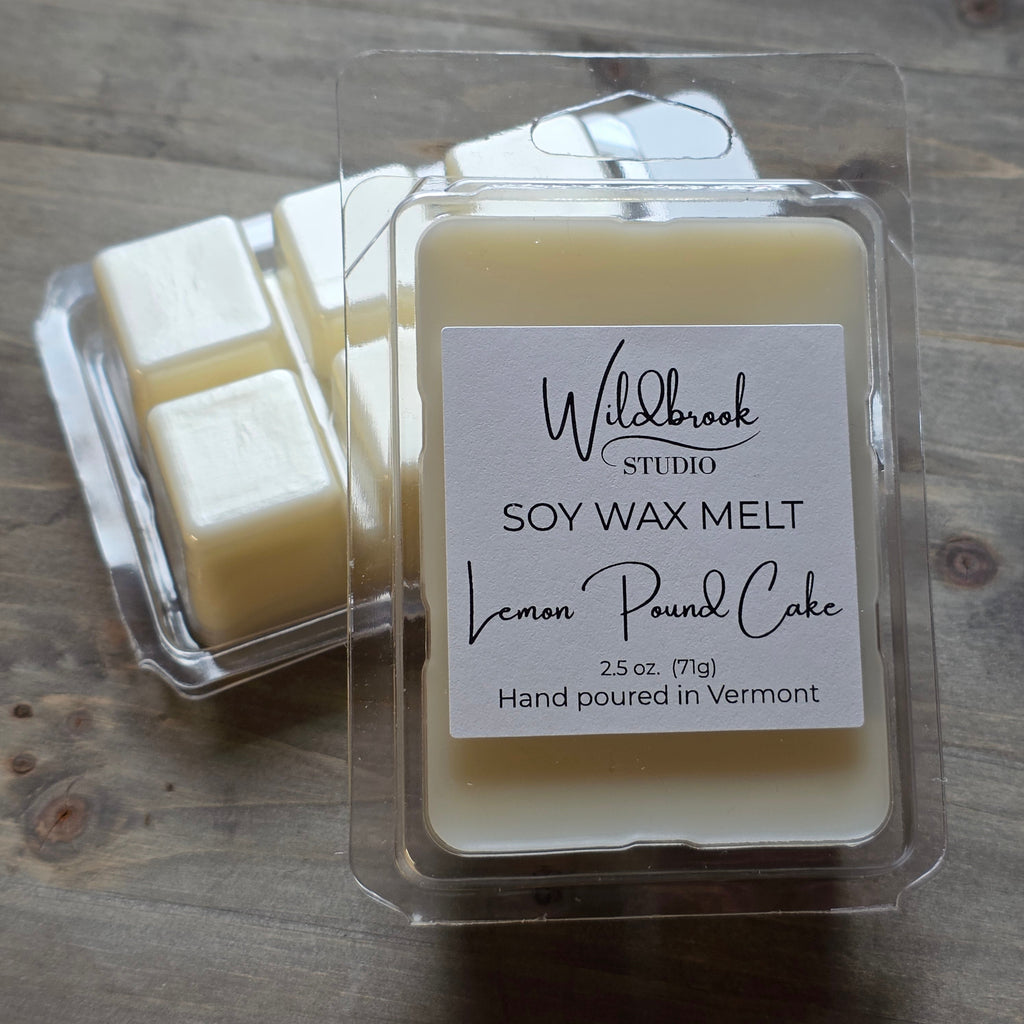 Wildbrook
STUDIO
SOY WAX MELT
Lemon Pound Cake
2.5 oz. (71g)
Hand poured in Vermont